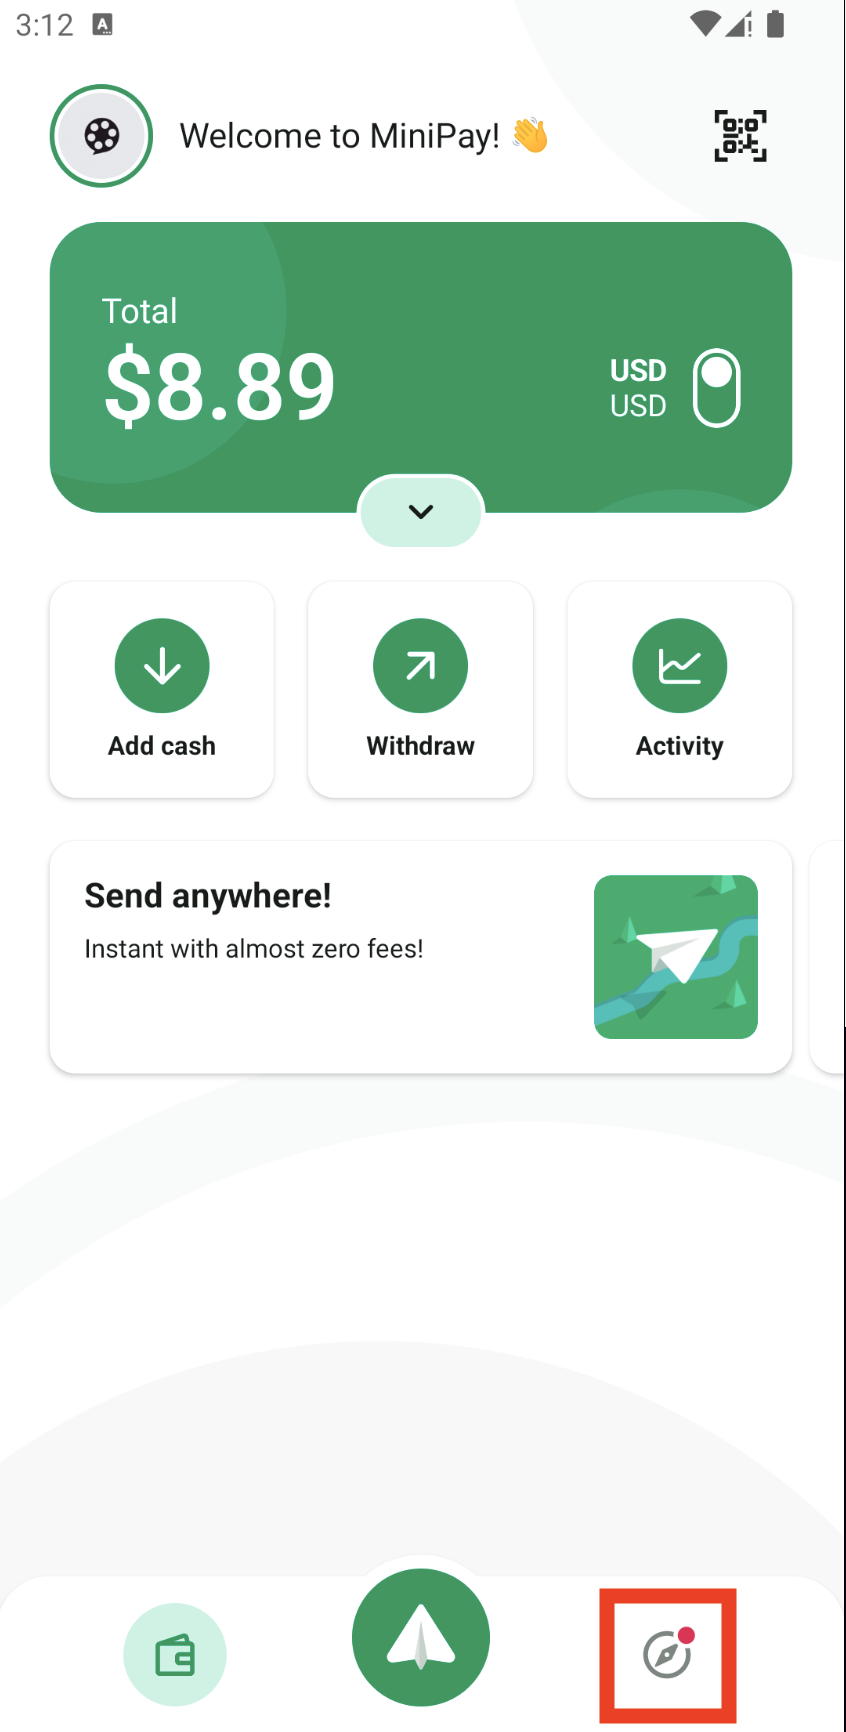 3:12 A
Welcome to MiniPay! 👋
Total
$8.89
USD
USD
Add cash
Withdraw
Activity
Send anywhere!
Instant with almost zero fees!